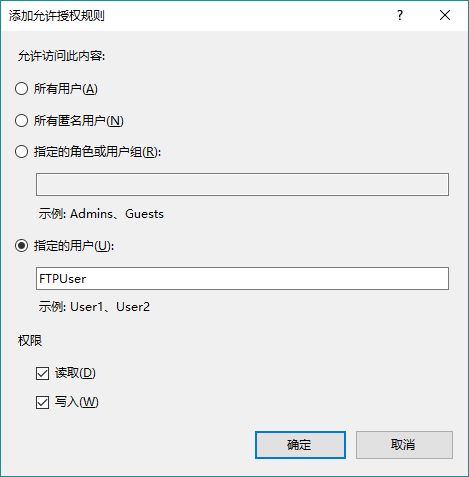 添加允许授权规则
允许访问此内容:
所有用户(A)
所有匿名用户(N)
指定的角色或用户组(R):
示例: Admins、Guests
指定的用户(U):
FTPUser
示例: User1、User2
权限
读取(D)
写入(W)
确定 取消